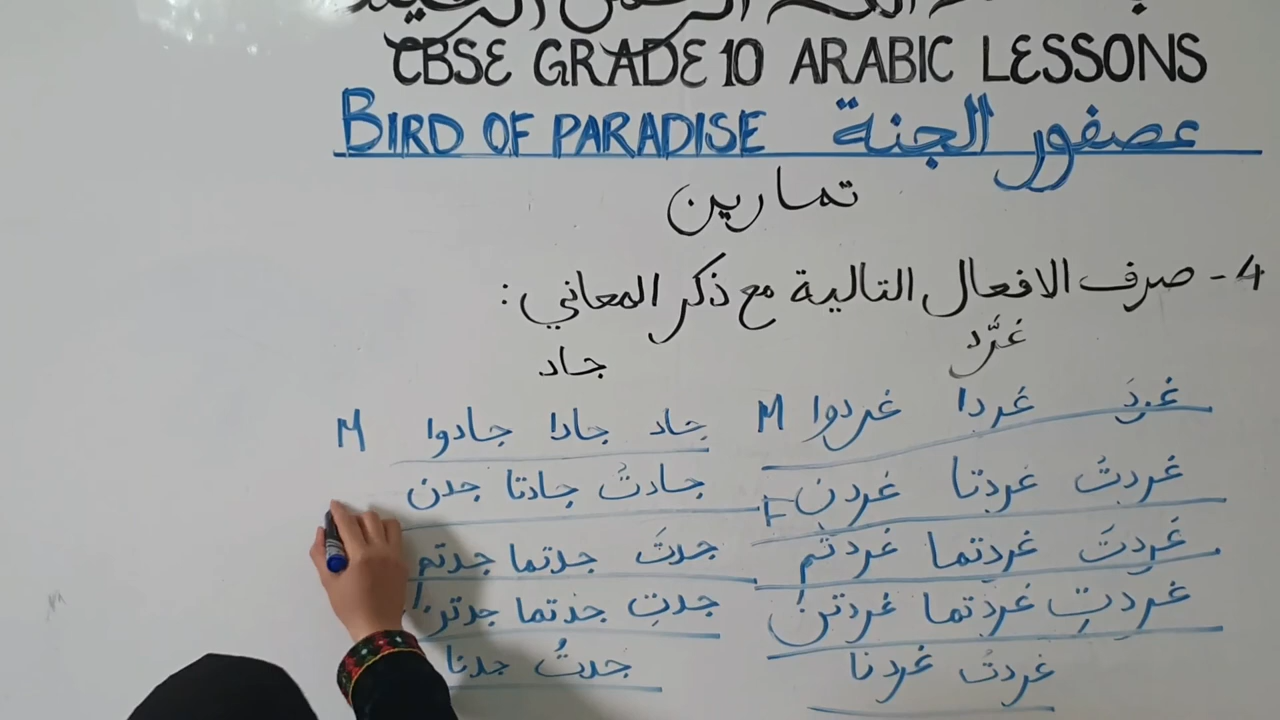 CBSE GRADE 10 ARABIC LESSONS
BIRD OF PARADISE عصفور الجنة
تمارين
4- صرف الافعال التالية مع ذكر المعاني :
غرَّد
جاد
غردَ غردا غردوا M
جاد جادا جادوا M
غردتْ غردتا غردن F
جادتْ جادتا جدن
غردتَ غردتما غردتم
جدتَ جدتما جدتم
غردتِ غردتما غردتن
جدتِ جدتما جدتن
غردتُ غردنا
جدتُ جدنا